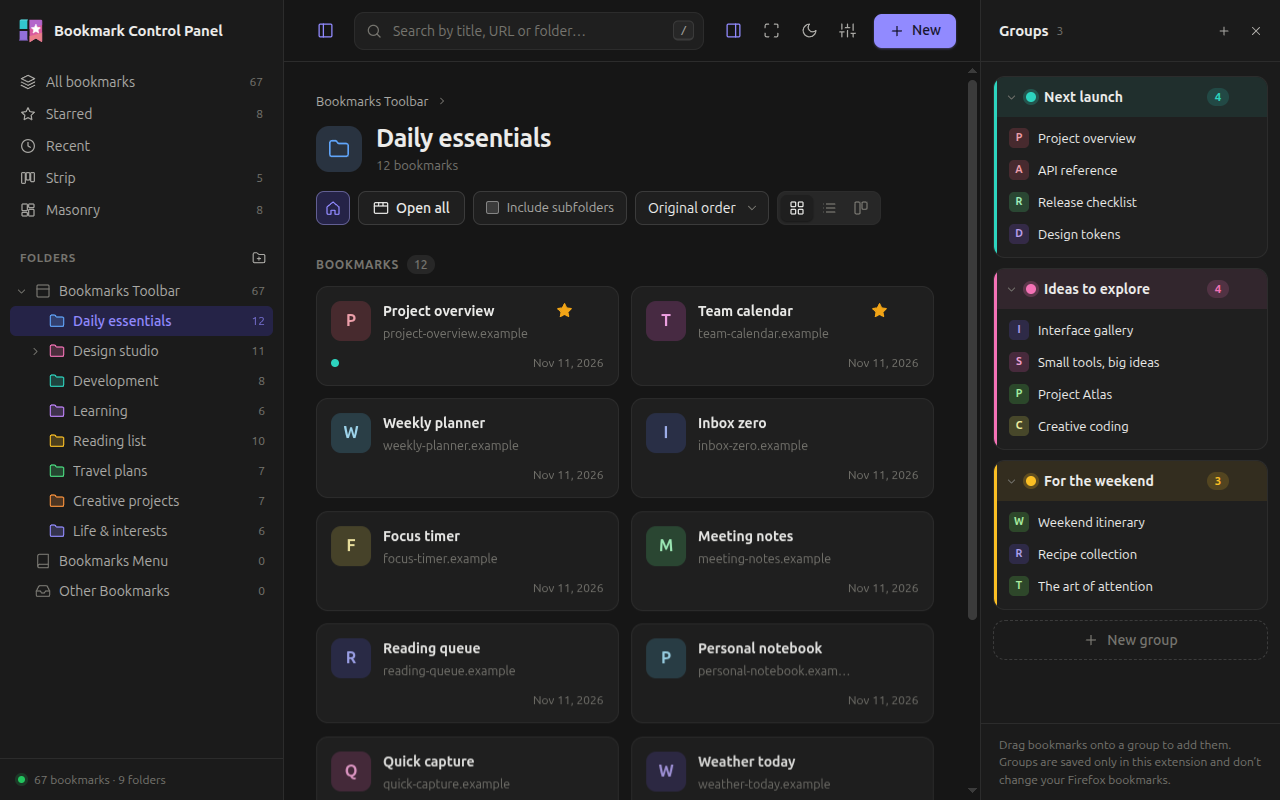 Bookmark Control Panel
All bookmarks 67
Starred 8
Recent
Strip 5
Masonry 8
FOLDERS
Bookmarks Toolbar 67
Daily essentials 12
Design studio 11
Development 8
Learning 6
Reading list 10
Travel plans 7
Creative projects 7
Life & interests 6
Bookmarks Menu 0
Other Bookmarks 0
67 bookmarks · 9 folders
Search by title, URL or folder… /
New
Bookmarks Toolbar
Daily essentials
12 bookmarks
Open all
Include subfolders
Original order
BOOKMARKS 12
P Project overview
project-overview.example
Nov 11, 2026
T Team calendar
team-calendar.example
Nov 11, 2026
W Weekly planner
weekly-planner.example
Nov 11, 2026
I Inbox zero
inbox-zero.example
Nov 11, 2026
F Focus timer
focus-timer.example
Nov 11, 2026
M Meeting notes
meeting-notes.example
Nov 11, 2026
R Reading queue
reading-queue.example
Nov 11, 2026
P Personal notebook
personal-notebook.exam…
Nov 11, 2026
Q Quick capture
quick-capture.example
W Weather today
weather-today.example
Groups 3
Next launch 4
P Project overview
A API reference
R Release checklist
D Design tokens
Ideas to explore 4
I Interface gallery
S Small tools, big ideas
P Project Atlas
C Creative coding
For the weekend 3
W Weekend itinerary
R Recipe collection
T The art of attention
New group
Drag bookmarks onto a group to add them.
Groups are saved only in this extension and don't
change your Firefox bookmarks.